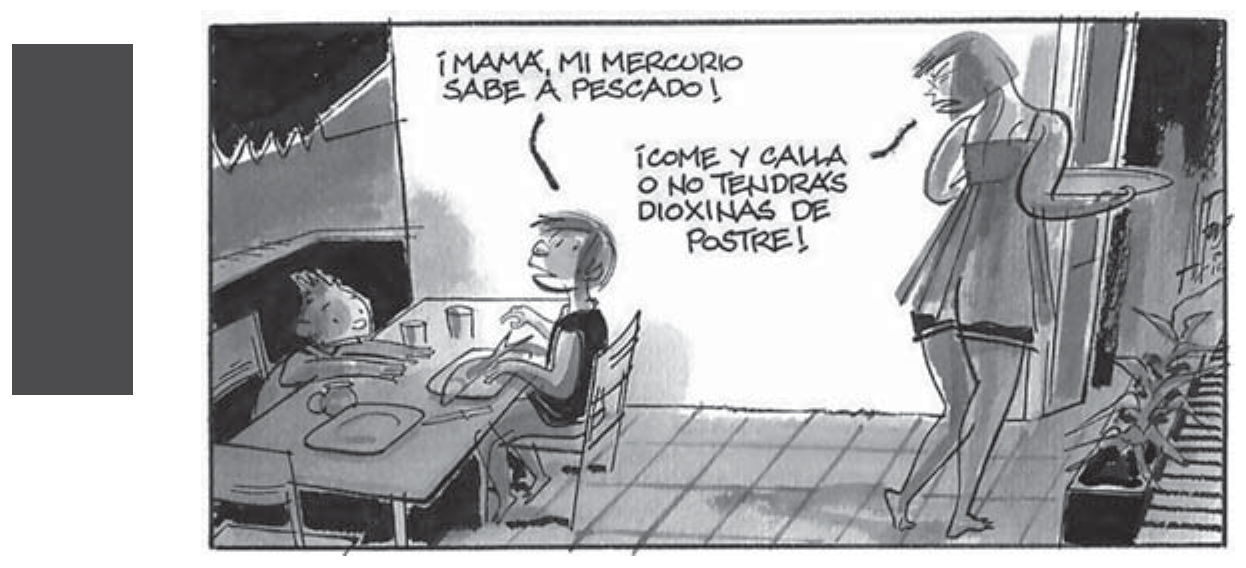 ¡MAMÁ, MI MERCURIO
SABE A PESCADO!
¡COME Y CALLA
O NO TENDRÁS
DIOXINAS DE
POSTRE!